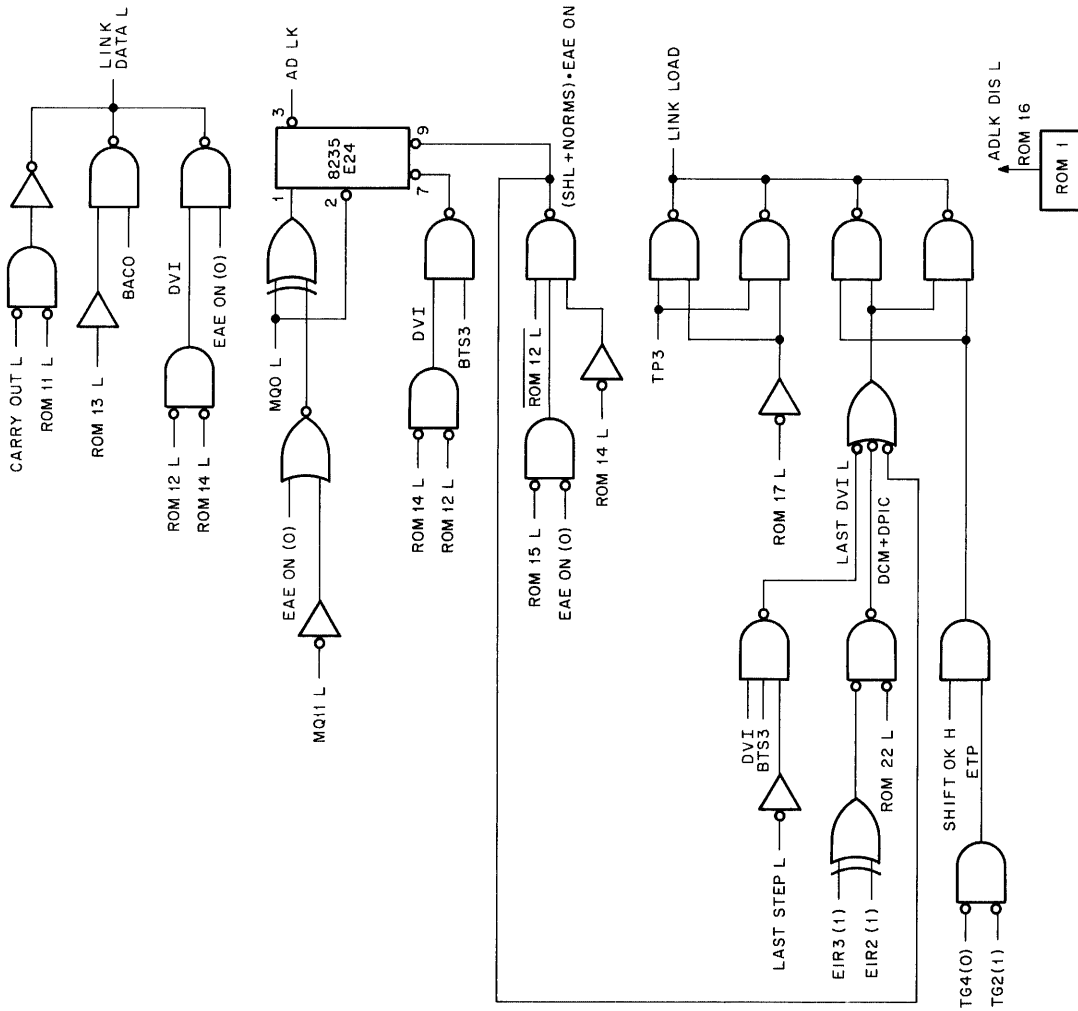 CARRY OUT L
ROM 11 L
ROM 13 L
BACO
LINK
DATA L
ROM 12 L
ROM 14 L
DVI
EAE ON (0)
MQ0 L
EAE ON (0)
MQ11 L
1
2
3
8235
E24
7
9
AD LK
ROM 14 L
ROM 12 L
DVI
BTS3
ROM 12 L
ROM 15 L
EAE ON (0)
ROM 14 L
(SHL + NORMS) • EAE ON
TP3
ROM 17 L
LINK LOAD
LAST DVI L
DVI
BTS3
LAST STEP L
DCM+DPIC
EIR3 (1)
EIR2 (1)
ROM 22 L
SHIFT OK H
ETP
TG4(0)
TG2(1)
ADLK DIS L
ROM 16
ROM 1